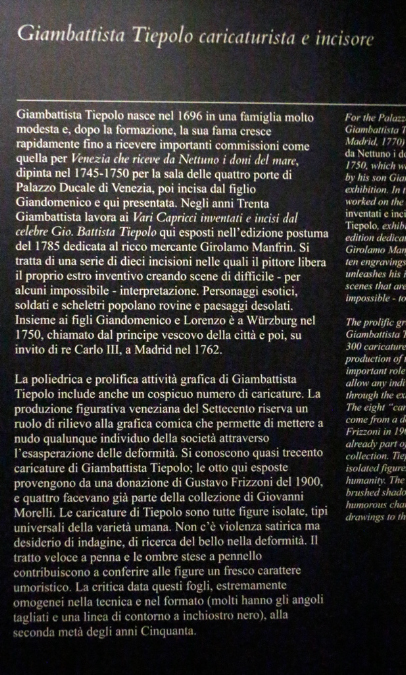 Giambattista Tiepolo caricaturista e incisore
Giambattista Tiepolo nasce nel 1696 in una famiglia molto
modesta e, dopo la formazione, la sua fama cresce
rapidamente fino a ricevere importanti commissioni come
quella per Venezia che riceve da Nettuno i doni del mare,
dipinta nel 1745-1750 per la sala delle quattro porte di
Palazzo Ducale di Venezia, poi incisa dal figlio
Giandomenico e qui presentata. Negli anni Trenta
Giambattista lavora ai Vari Capricci inventati e incisi dal
celebre Gio. Battista Tiepolo qui esposti nell'edizione postuma
del 1785 dedicata al ricco mercante Girolamo Manfrin. Si
tratta di una serie di dieci incisioni nelle quali il pittore libera
il proprio estro inventivo creando scene di difficile - per
alcuni impossibile - interpretazione. Personaggi esotici,
soldati e scheletri popolano rovine e paesaggi desolati.
Insieme ai figli Giandomenico e Lorenzo è a Würzburg nel
1750, chiamato dal principe vescovo della città e poi, su
invito di re Carlo III, a Madrid nel 1762.
La poliedrica e prolifica attività grafica di Giambattista
Tiepolo include anche un cospicuo numero di caricature. La
produzione figurativa veneziana del Settecento riserva un
ruolo di rilievo alla grafica comica che permette di mettere a
nudo qualunque individuo della società attraverso
l'esasperazione delle deformità. Si conoscono quasi trecento
caricature di Giambattista Tiepolo; le otto qui esposte
provengono da una donazione di Gustavo Frizzoni del 1900,
e quattro facevano già parte della collezione di Giovanni
Morelli. Le caricature di Tiepolo sono tutte figure isolate, tipi
universali della varietà umana. Non c'è violenza satirica ma
desiderio di indagine, di ricerca del bello nella deformità. Il
tratto veloce a penna e le ombre stese a pennello
contribuiscono a conferire alle figure un fresco carattere
umoristico. La critica data questi fogli, estremamente
omogenei nella tecnica e nel formato (molti hanno gli angoli
tagliati e una linea di contorno a inchiostro nero), alla
seconda metà degli anni Cinquanta.
For the Palazz
Giambattista T
Madrid, 1770)
da Nettuno i do
1750, which w
by his son Gian
exhibition. In t
worked on the
inventati e inci
Tiepolo, exhib
edition dedicat
Girolamo Man
ten engravings
unleashes his i
scenes that are
impossible - to
The prolific gr
Giambattista T
300 caricature
production of t
important role
allow any indi
through the ex
The eight "car
come from a d
Frizzoni in 19
already part o
collection. Tie
isolated figure
humanity. The
brushed shado
humorous char
drawings to th